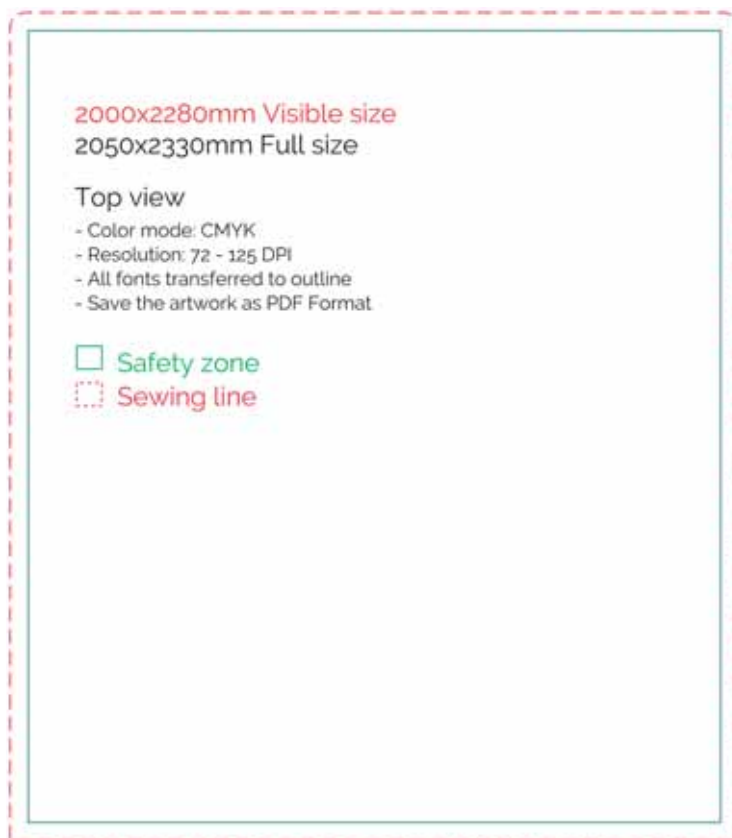 2000x2280mm Visible size
2050x2330mm Full size
Top view
- Color mode: CMYK
- Resolution: 72 - 125 DPI
- All fonts transferred to outline
- Save the artwork as PDF Format
Safety zone
Sewing line